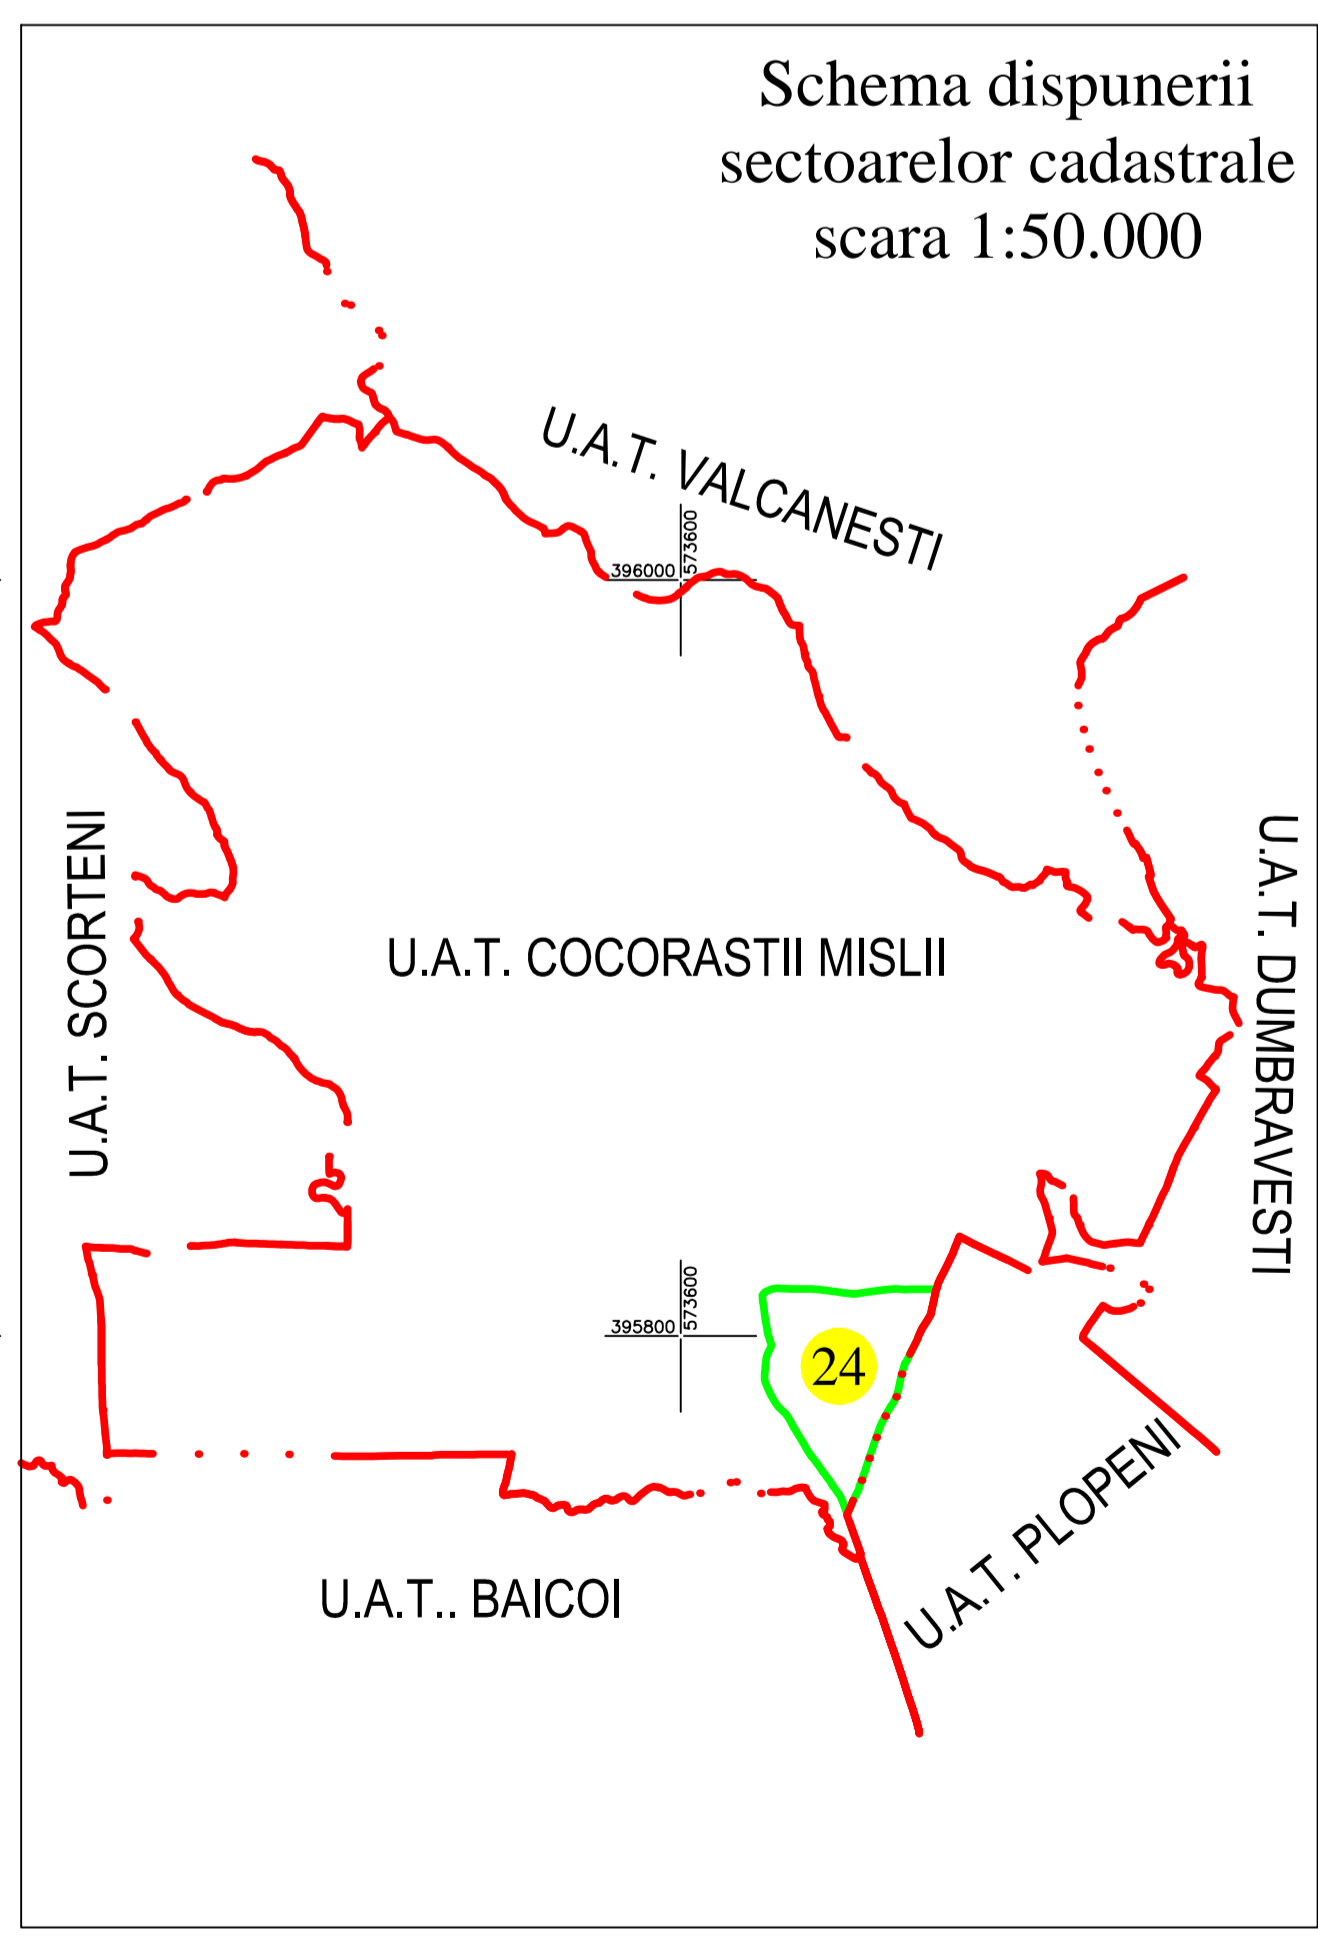 Schema dispunerii
sectoarelor cadastrale
scara 1:50.000
U.A.T. VALCANESTI
396000
573600
U.A.T. SCORTENI
U.A.T. DUMBRAVESTI
U.A.T. COCORASTII MISLII
395800
573600
24
U.A.T. PLOPENI
U.A.T.. BAICOI